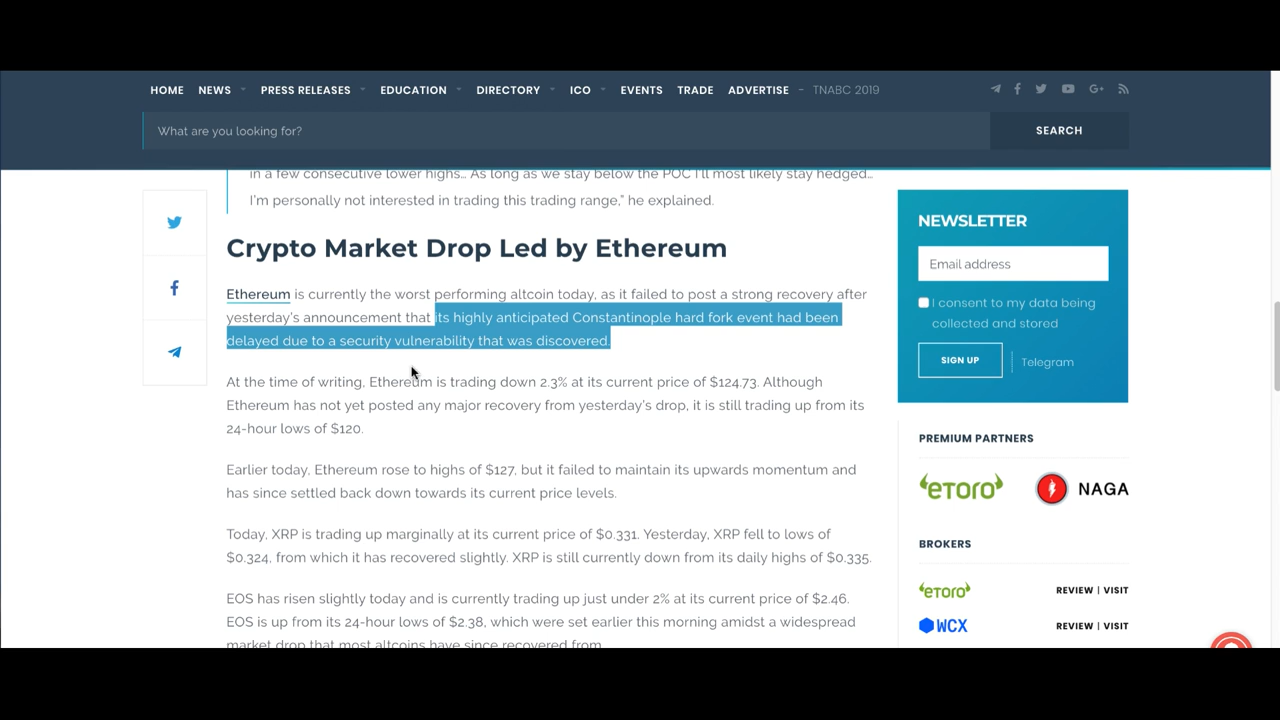 HOME NEWS PRESS RELEASES EDUCATION DIRECTORY ICO EVENTS TRADE ADVERTISE – TNABC 2019
What are you looking for? SEARCH
in a few consecutive lower highs… As long as we stay below the POC I'll most likely stay hedged…
I'm personally not interested in trading this trading range," he explained.
Crypto Market Drop Led by Ethereum
Ethereum is currently the worst performing altcoin today, as it failed to post a strong recovery after
yesterday's announcement that its highly anticipated Constantinople hard fork event had been
delayed due to a security vulnerability that was discovered.
At the time of writing, Ethereum is trading down 2.3% at its current price of $124.73. Although
Ethereum has not yet posted any major recovery from yesterday's drop, it is still trading up from its
24-hour lows of $120.
Earlier today, Ethereum rose to highs of $127, but it failed to maintain its upwards momentum and
has since settled back down towards its current price levels.
Today, XRP is trading up marginally at its current price of $0.331. Yesterday, XRP fell to lows of
$0.324, from which it has recovered slightly. XRP is still currently down from its daily highs of $0.335.
EOS has risen slightly today and is currently trading up just under 2% at its current price of $2.46.
EOS is up from its 24-hour lows of $2.38, which were set earlier this morning amidst a widespread
market drop that most altcoins have since recovered from.
NEWSLETTER
Email address
I consent to my data being
collected and stored
SIGN UP Telegram
PREMIUM PARTNERS
eToro NAGA
BROKERS
eToro REVIEW | VISIT
WCX REVIEW | VISIT